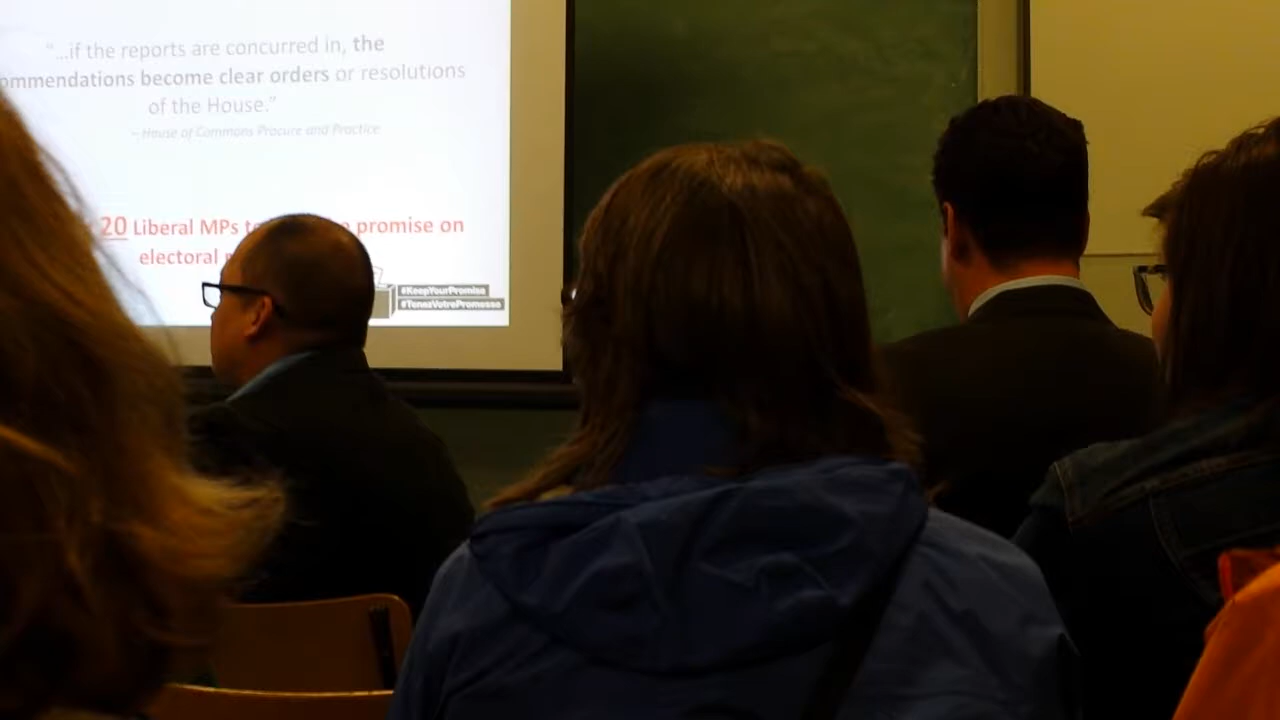 "...if the reports are concurred in, the
ommendations become clear orders or resolutions
of the House."
– House of Commons Procure and Practice
20 Liberal MPs promise on
electoral
#KeepYourPromise
#TenezVotrePromesse